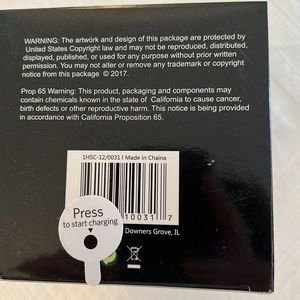 WARNING: The artwork and design of this package are protected by
United States Copyright law and may not be reproduced, distributed,
displayed, published, or used for any purpose without prior written
permission. You may not alter or remove any trademark or copyright
notice from this package © 2017.
Prop 65 Warning: This product, packaging and components may
contain chemicals known in the state of California to cause cancer,
birth defects or other reproductive harm. This notice is being provided
in accordance with California Proposition 65.
1HSC-12/0031 I Made in Chaina
10031 7
Press
to start charging
Downers Grove, IL